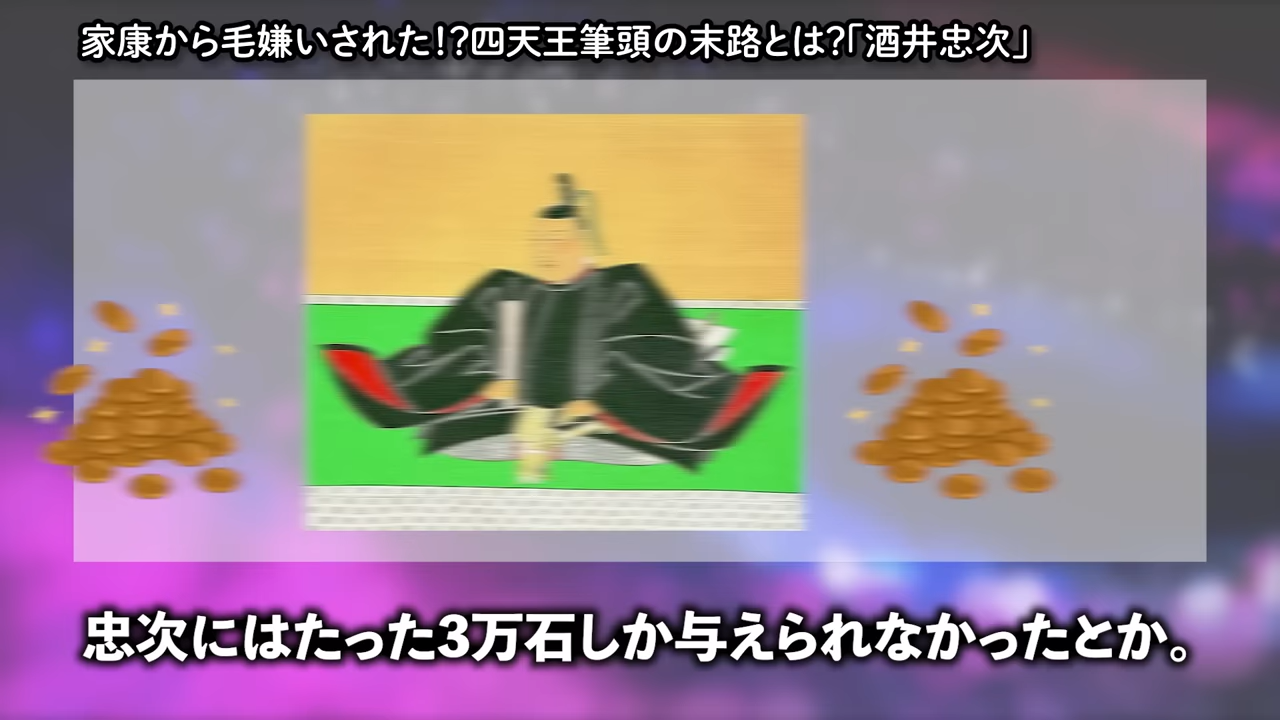 家康から毛嫌いされた!?四天王筆頭の末路とは?「酒井忠次」
忠次にはたった3万石しか与えられなかったとか。